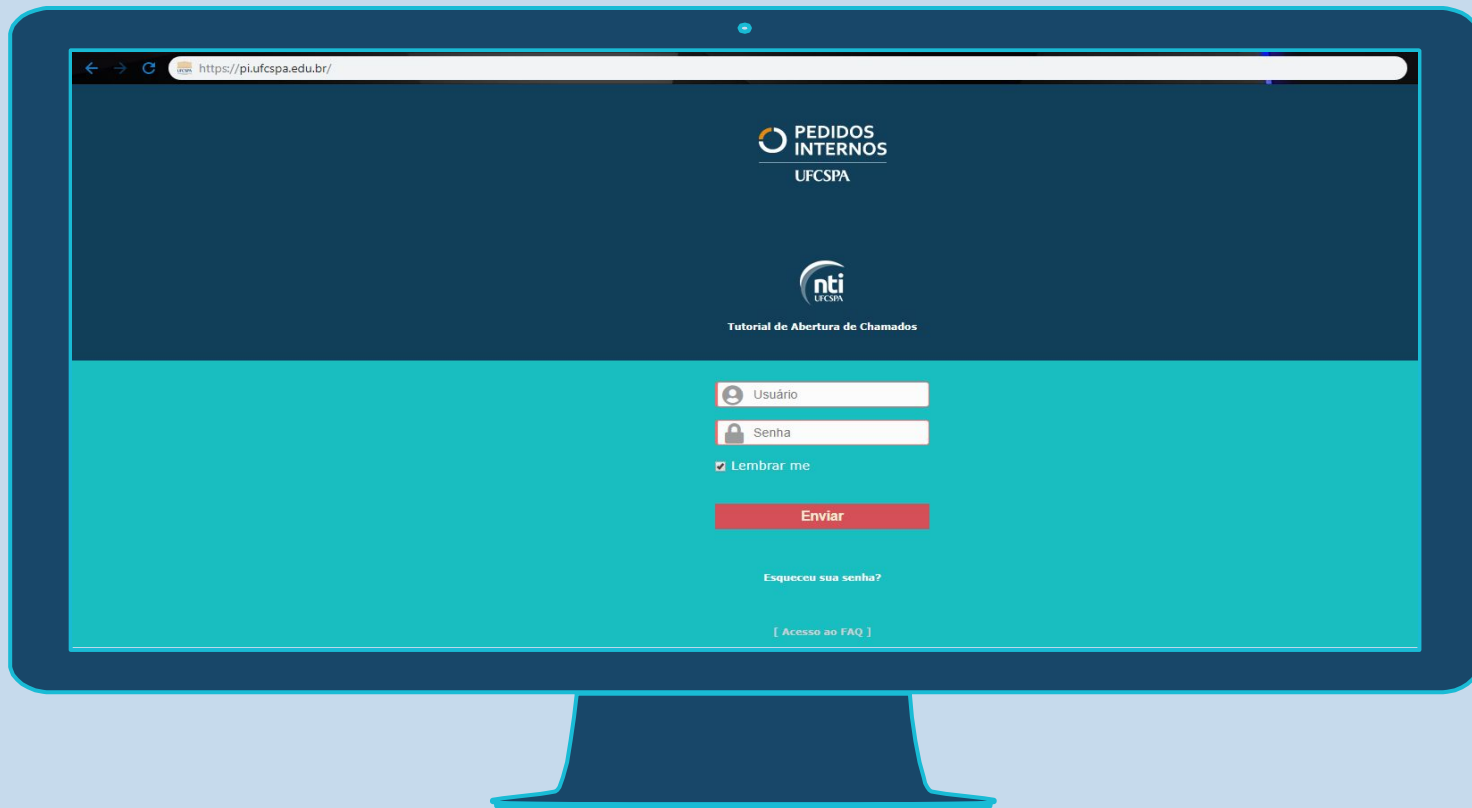 https://pi.ufcspa.edu.br/
PEDIDOS
INTERNOS
UFCSPA
nti
UFCSPA
Tutorial de Abertura de Chamados
Usuário
Senha
Lembrar me
Enviar
Esqueceu sua senha?
[ Acesso ao FAQ ]